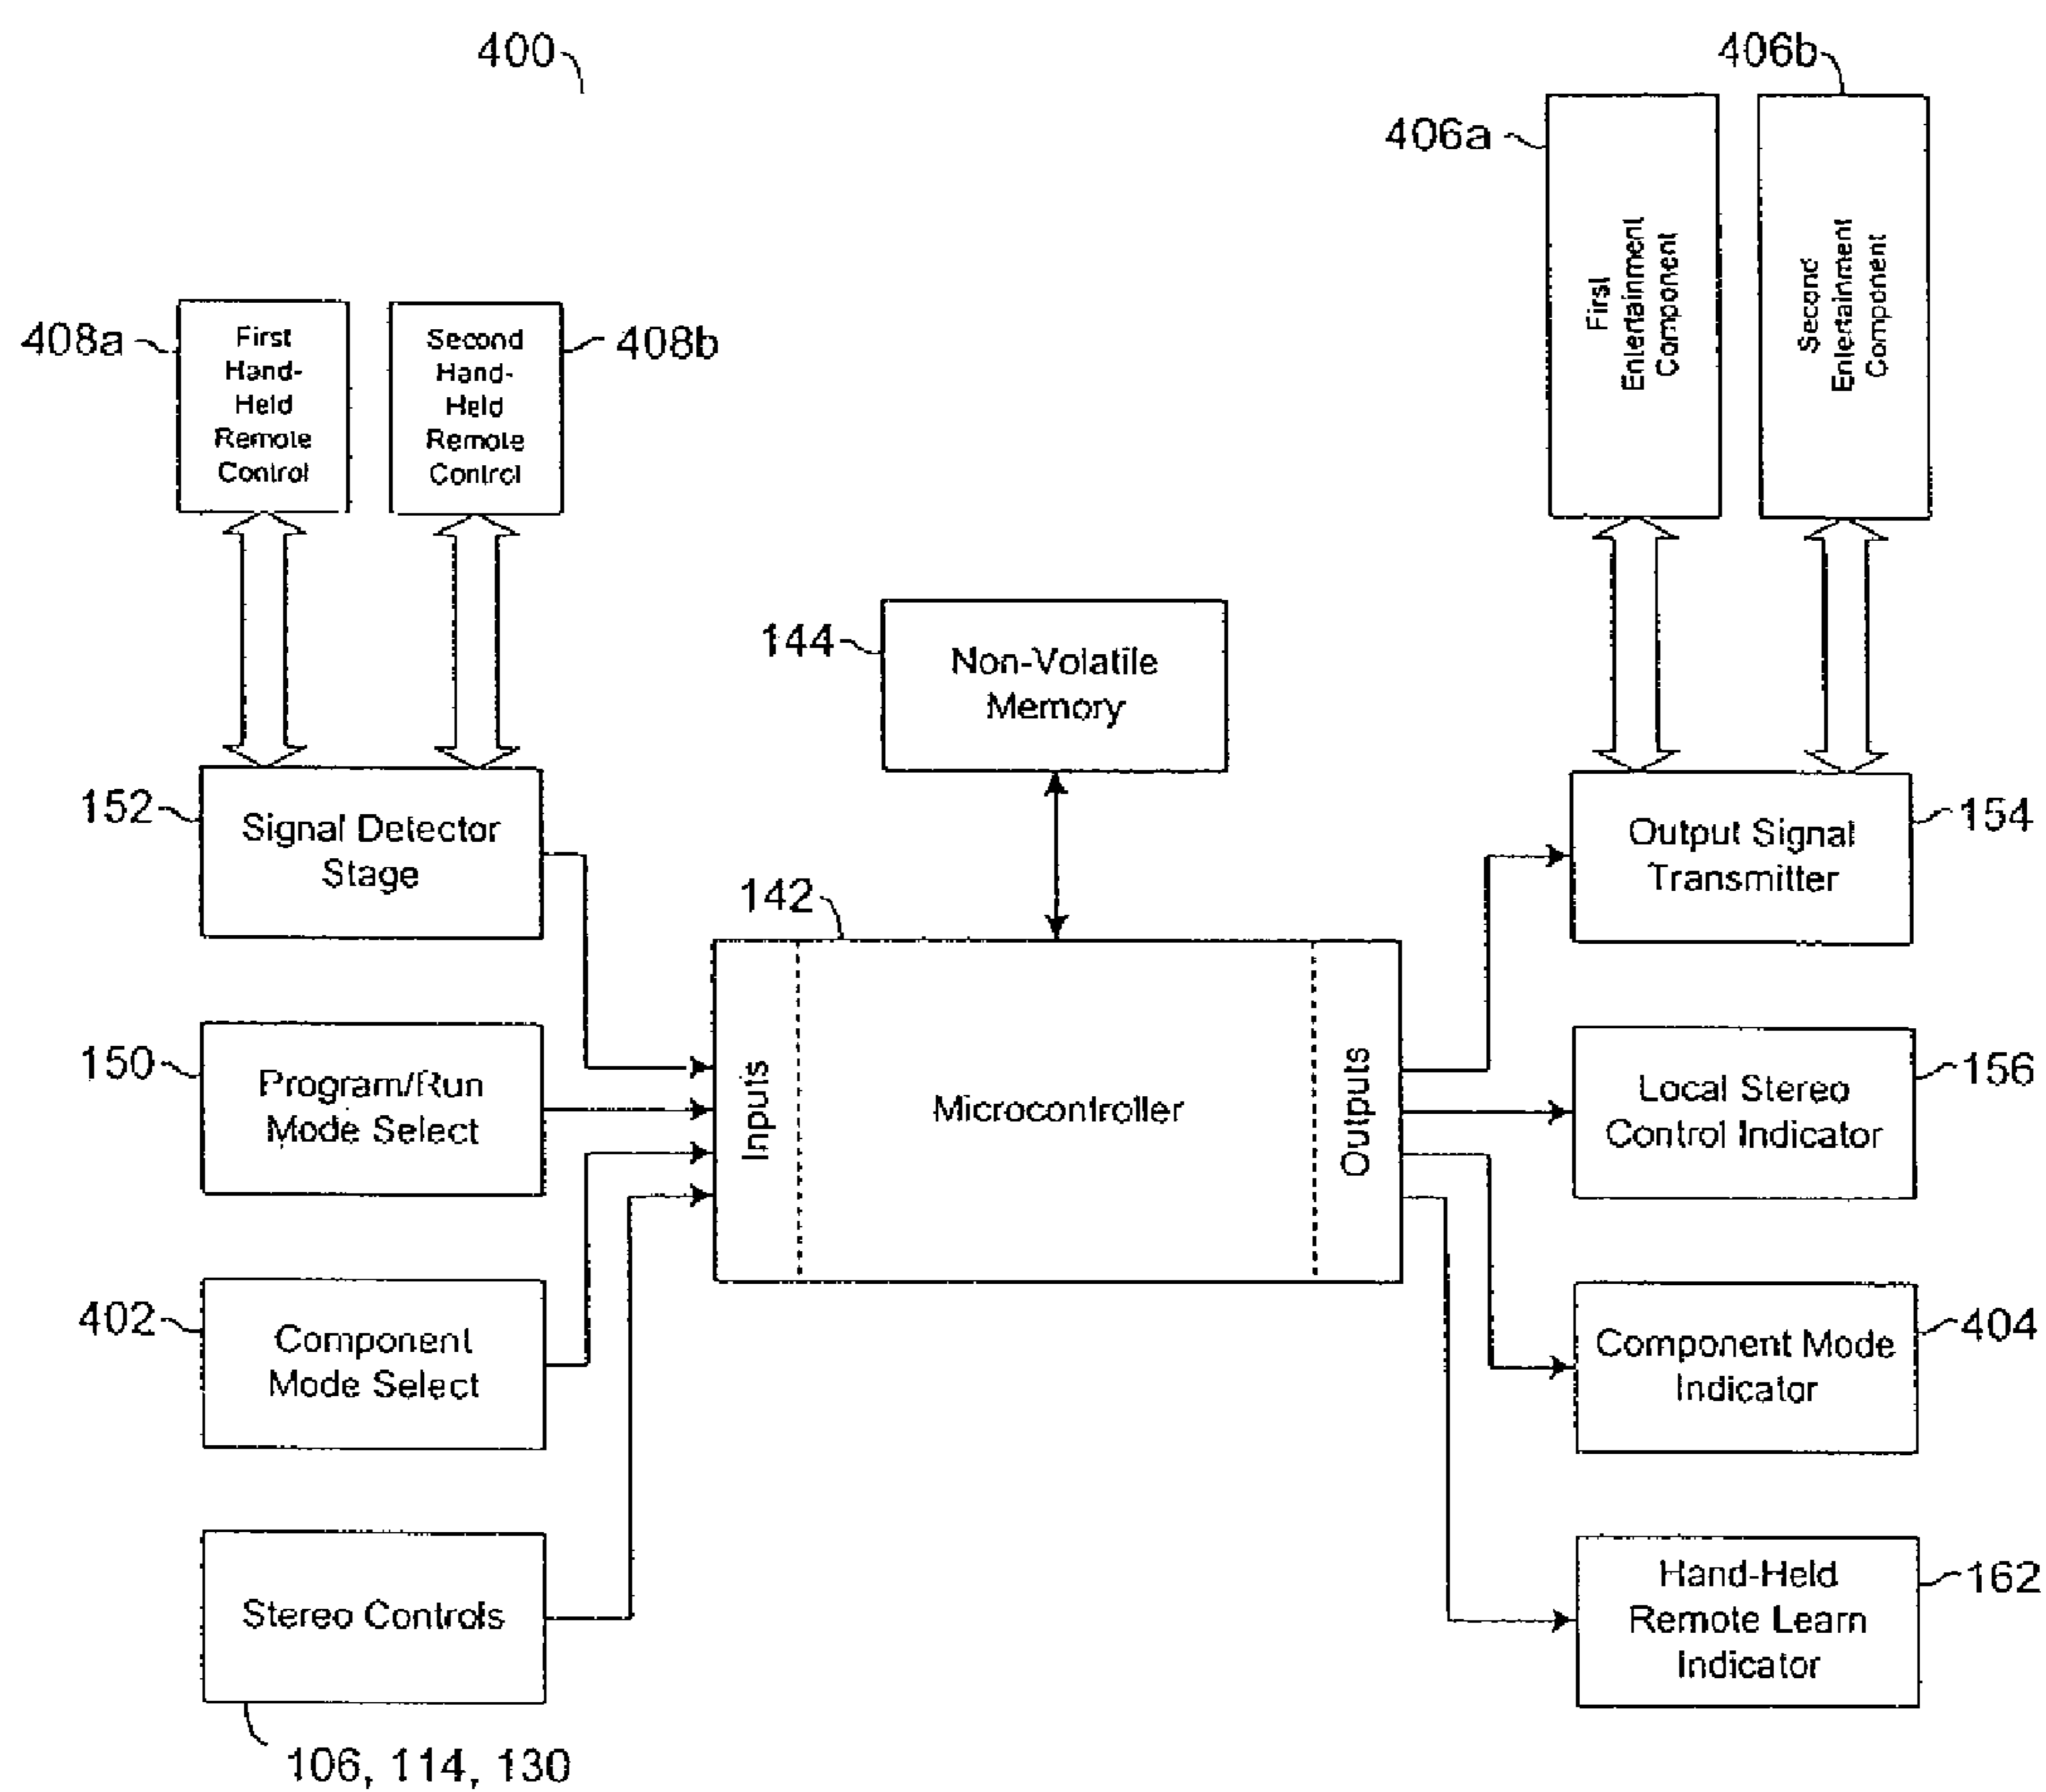 400
406b
406a
First
Entertainment
Component
Second
Entertainment
Component
408a
First
Hand-
Held
Remote
Control
Second
Hand-
Held
Remote
Control
408b
144
Non-Volatile
Memory
152
Signal Detector
Stage
154
Output Signal
Transmitter
142
150
Program/Run
Mode Select
Inputs
Microcontroller
Outputs
156
Local Stereo
Control Indicator
402
Component
Mode Select
404
Component Mode
Indicator
Stereo Controls
162
Hand-Held
Remote Learn
Indicator
106, 114, 130